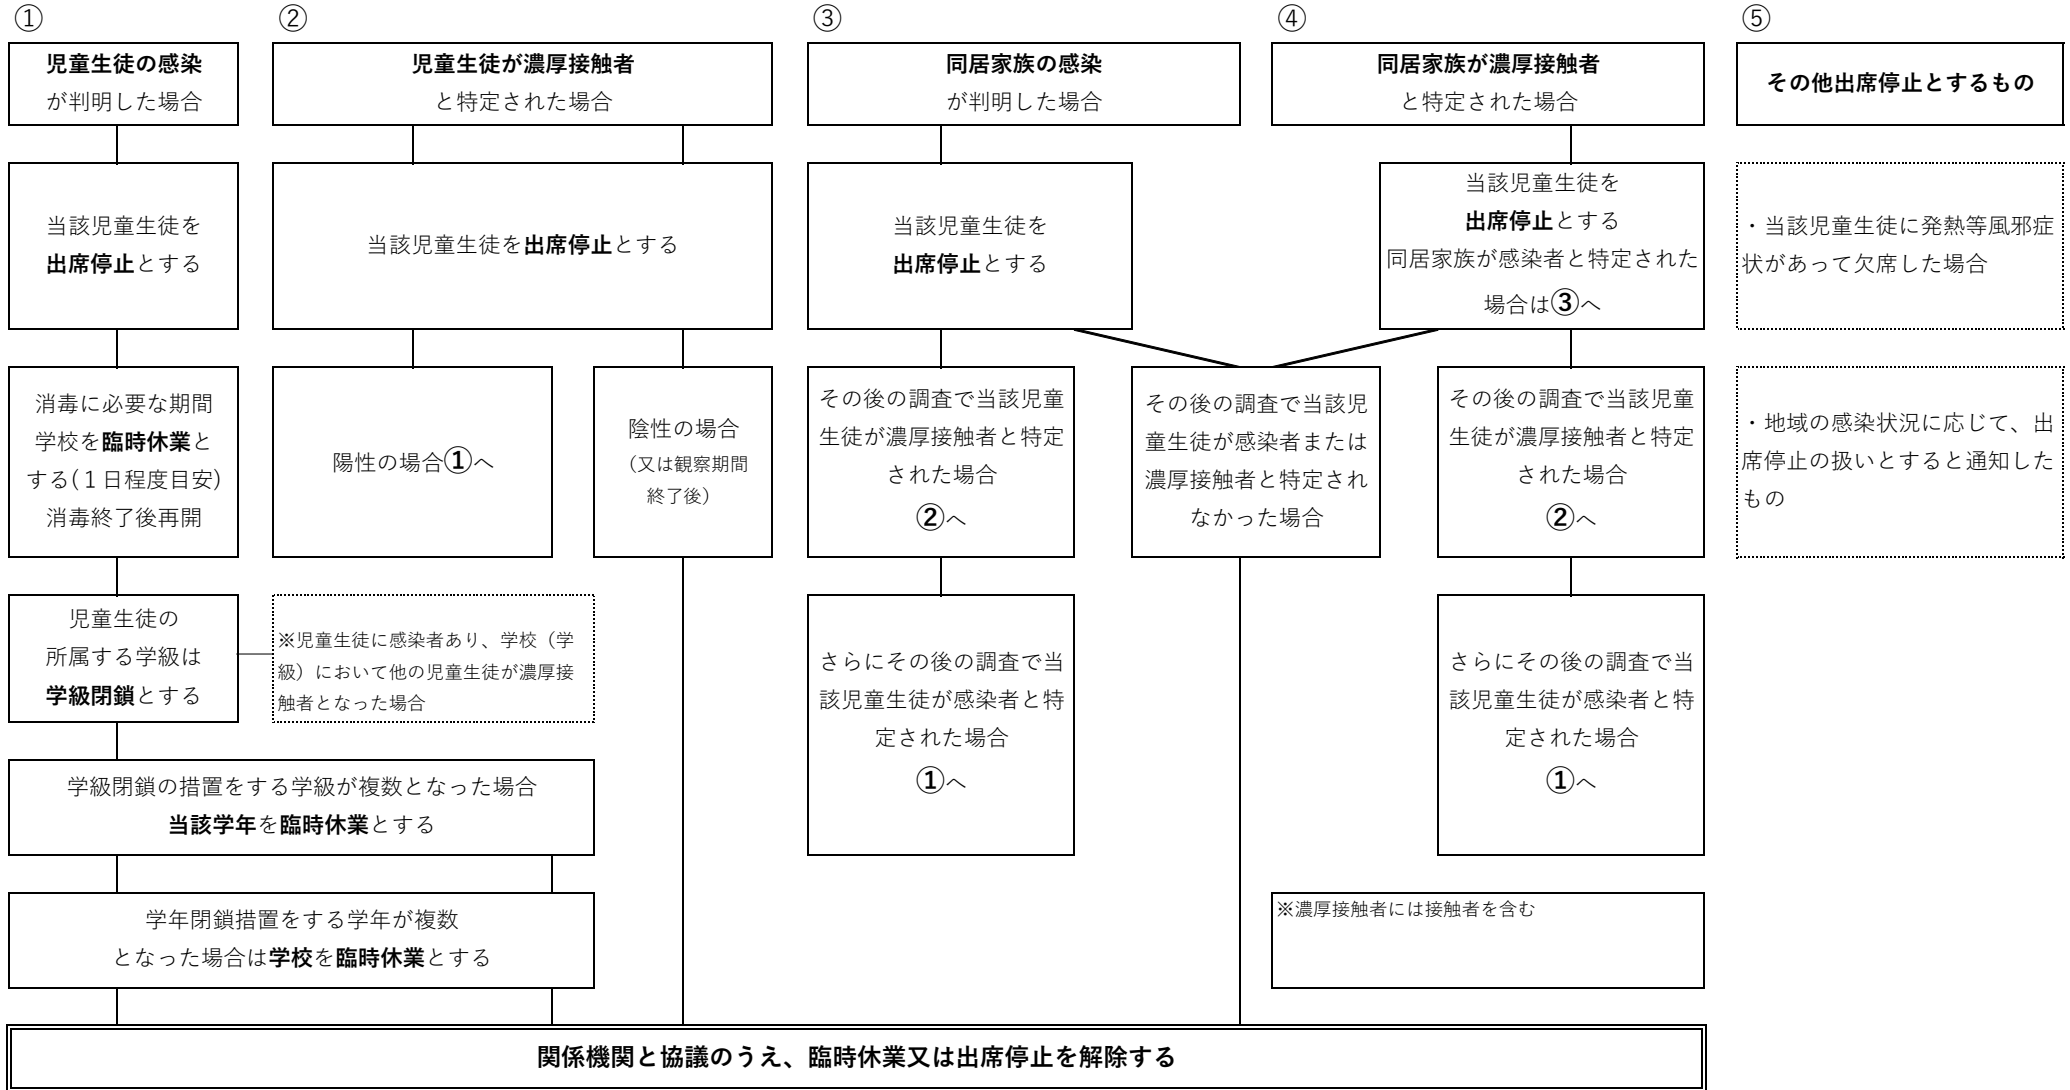 ①
児童生徒の感染
が判明した場合
当該児童生徒を
出席停止とする
消毒に必要な期間
学校を臨時休業と
する(１日程度目安)
消毒終了後再開
児童生徒の
所属する学級は
学級閉鎖とする
※児童生徒に感染者あり、学校（学
級）において他の児童生徒が濃厚接
触者となった場合
学級閉鎖の措置をする学級が複数となった場合
当該学年を臨時休業とする
学年閉鎖措置をする学年が複数
となった場合は学校を臨時休業とする
②
児童生徒が濃厚接触者
と特定された場合
当該児童生徒を出席停止とする
陽性の場合①へ
陰性の場合
（又は観察期間
終了後）
③
同居家族の感染
が判明した場合
当該児童生徒を
出席停止とする
その後の調査で当該児童
生徒が濃厚接触者と特定
された場合
②へ
さらにその後の調査で当
該児童生徒が感染者と特
定された場合
①へ
その後の調査で当該児
童生徒が感染者または
濃厚接触者と特定され
なかった場合
④
同居家族が濃厚接触者
と特定された場合
当該児童生徒を
出席停止とする
同居家族が感染者と特定された
場合は③へ
その後の調査で当該児童
生徒が濃厚接触者と特定
された場合
②へ
さらにその後の調査で当
該児童生徒が感染者と特
定された場合
①へ
※濃厚接触者には接触者を含む
⑤
その他出席停止とするもの
・当該児童生徒に発熱等風邪症
状があって欠席した場合
・地域の感染状況に応じて、出
席停止の扱いとすると通知した
もの
関係機関と協議のうえ、臨時休業又は出席停止を解除する